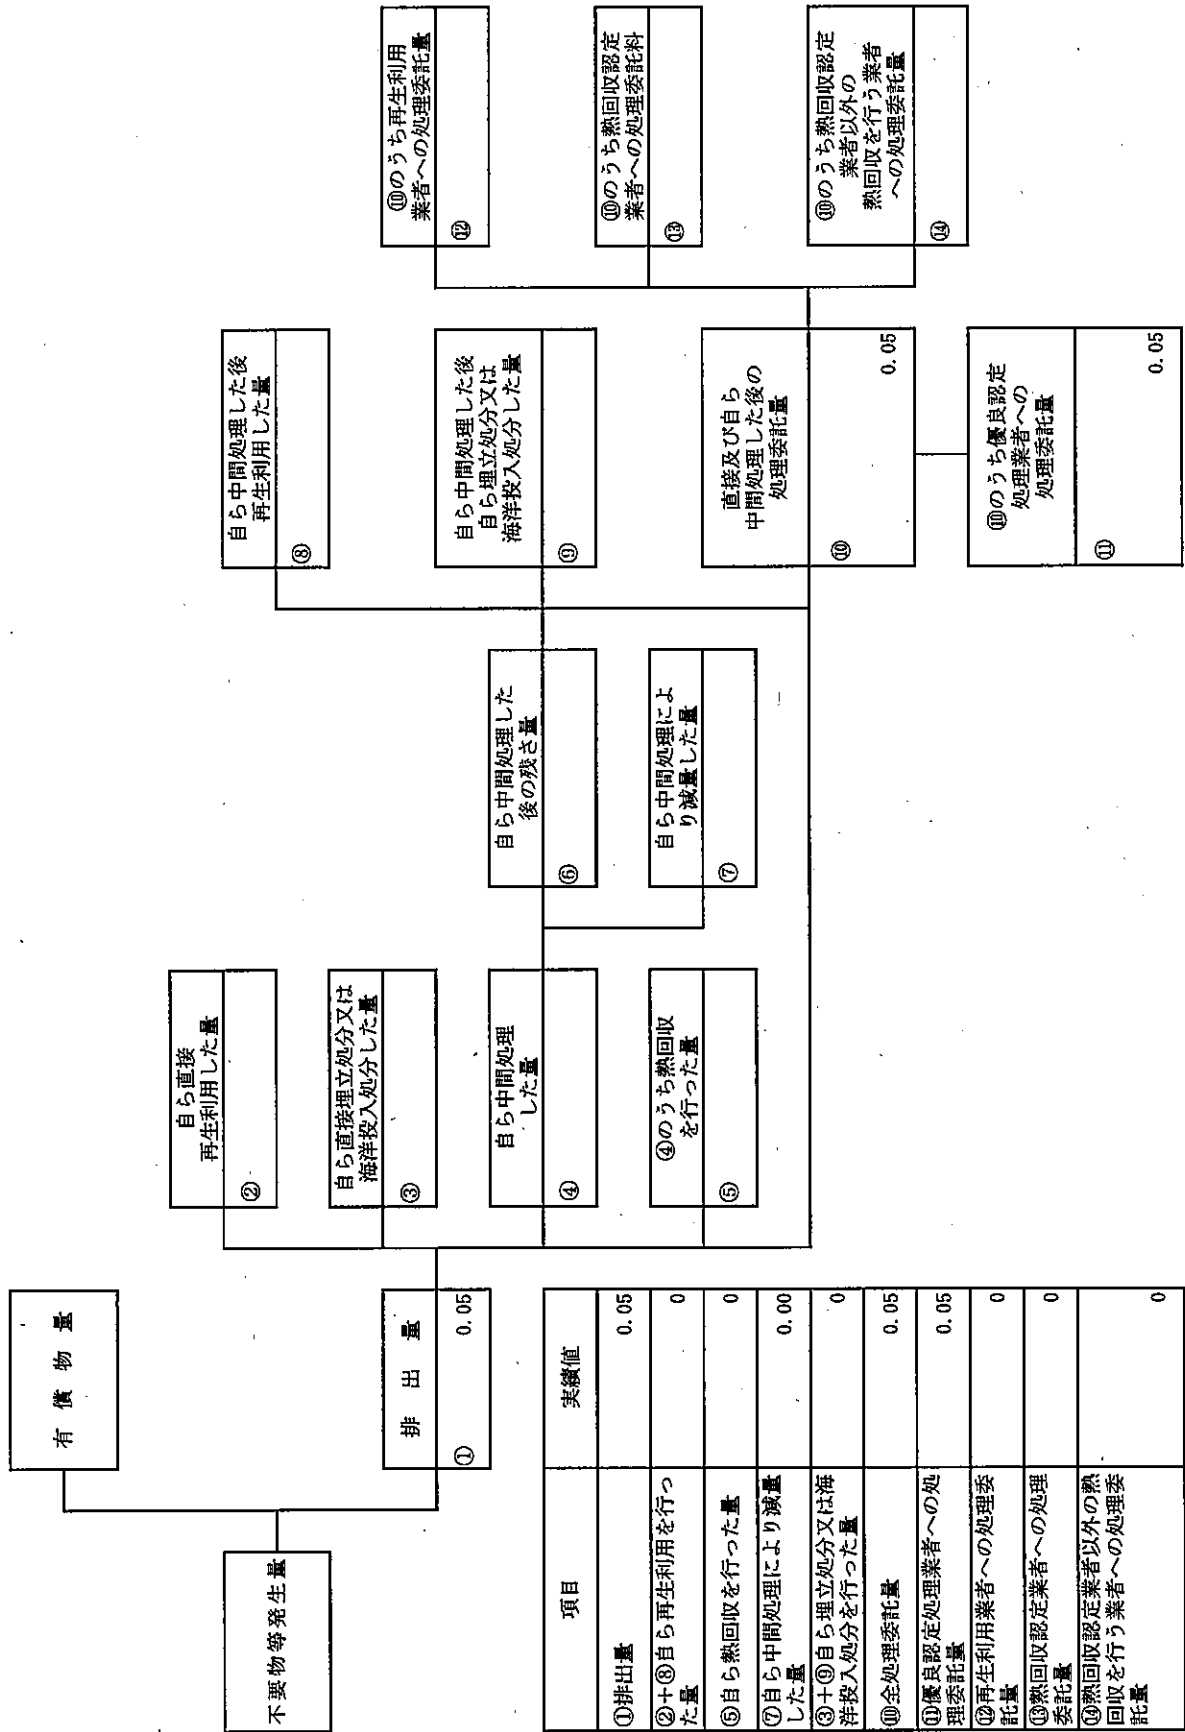 不要物等発生量
有償物量
排出量
① 0.05
自ら直接
再生利用した量
②
自ら直接埋立処分又は
海洋投入処分した量
③
自ら中間処理
した量
④
④のうち熱回収
を行った量
⑤
自ら中間処理した
後の残さ量
⑥
自ら中間処理によ
り減量した量
⑦
自ら中間処理した後
再生利用した量
⑧
自ら中間処理した後
自ら埋立処分又は
海洋投入処分した量
⑨
直接及び自ら
中間処理した後の
処理委託量
⑩ 0.05
⑩のうち優良認定
処理業者への
処理委託量
⑪ 0.05
⑩のうち再生利用
業者への処理委託量
⑫
⑩のうち熱回収認定
業者への処理委託料
⑬
⑩のうち熱回収認定
業者以外の
熱回収を行う業者
への処理委託量
⑭
項目 実績値
①排出量 0.05
②+⑧自ら再生利用を行っ
た量 0
⑤自ら熱回収を行った量 0
⑦自ら中間処理により減量
した量 0.00
③+⑨自ら埋立処分又は海
洋投入処分を行った量 0
⑩全処理委託量 0.05
⑪優良認定処理業者への処
理委託量 0.05
⑫再生利用業者への処理委
託量 0
⑬熱回収認定業者への処理
委託量 0
⑭熱回収認定業者以外の熱
回収を行う業者への処理委
託量 0